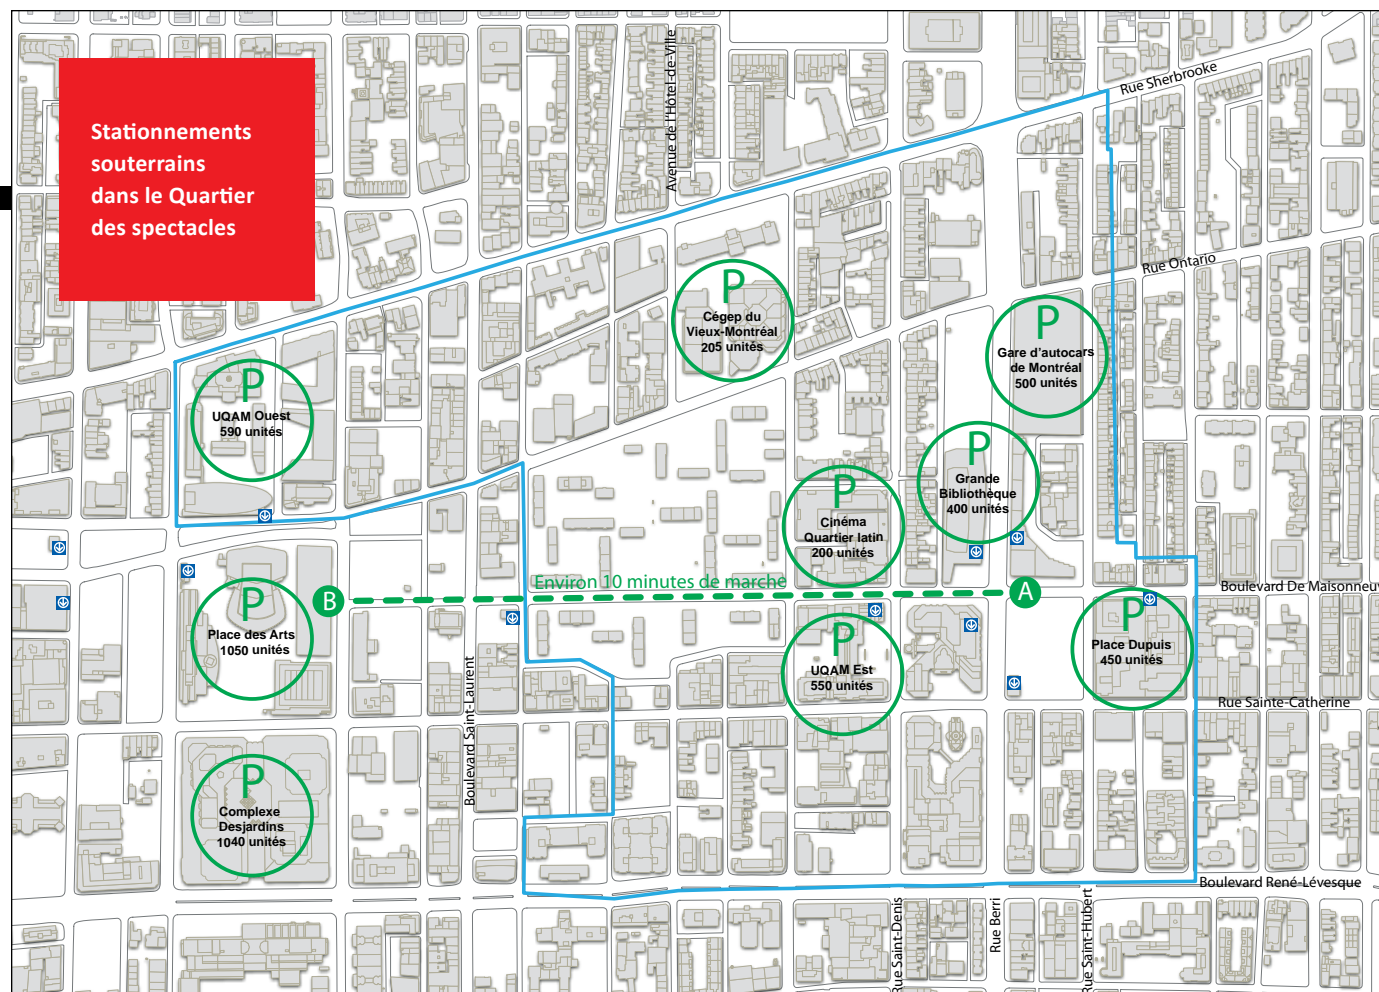 Stationnements
souterrains
dans le Quartier
des spectacles
Avenue de l'Hôtel-de-Ville
Rue Sherbrooke
Rue Ontario
P
Cégep du
Vieux-Montréal
205 unités
P
Gare d'autocars
de Montréal
500 unités
P
UQAM Ouest
590 unités
P
Grande
Bibliothèque
400 unités
P
Cinéma
Quartier latin
200 unités
Environ 10 minutes de marche
B
A
Boulevard De Maisonneuv
P
Place des Arts
1050 unités
P
UQAM Est
550 unités
P
Place Dupuis
450 unités
Rue Sainte-Catherine
Boulevard Saint-Laurent
P
Complexe
Desjardins
1040 unités
Boulevard René-Lévesque
Rue Saint-Denis
Rue Berri
Rue Saint-Hubert